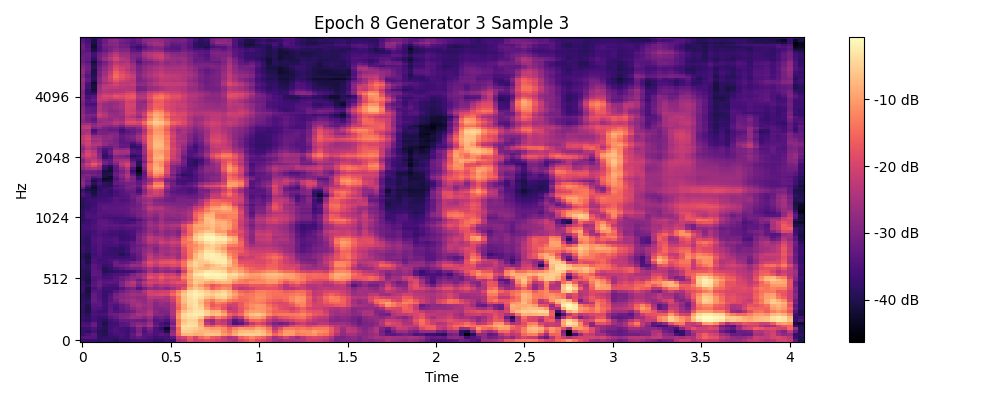 Epoch 8 Generator 3 Sample 3
Hz
4096
2048
1024
512
0
0 0.5 1 1.5 2 2.5 3 3.5 4
Time
-10 dB
-20 dB
-30 dB
-40 dB